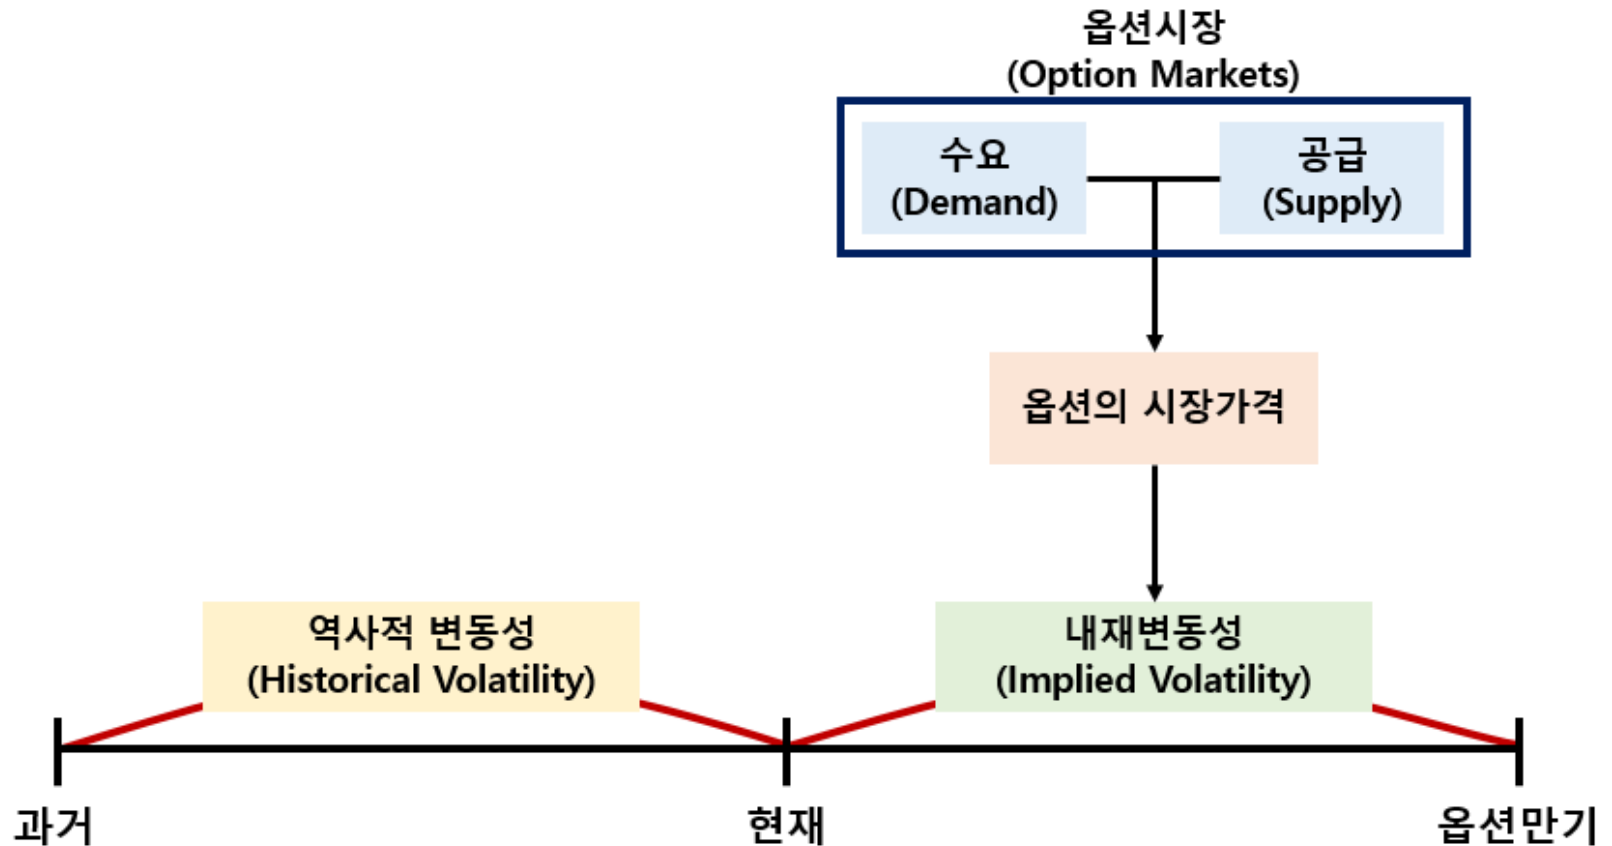 옵션시장
(Option Markets)
수요
(Demand)
공급
(Supply)
옵션의 시장가격
역사적 변동성
(Historical Volatility)
내재변동성
(Implied Volatility)
과거
현재
옵션만기